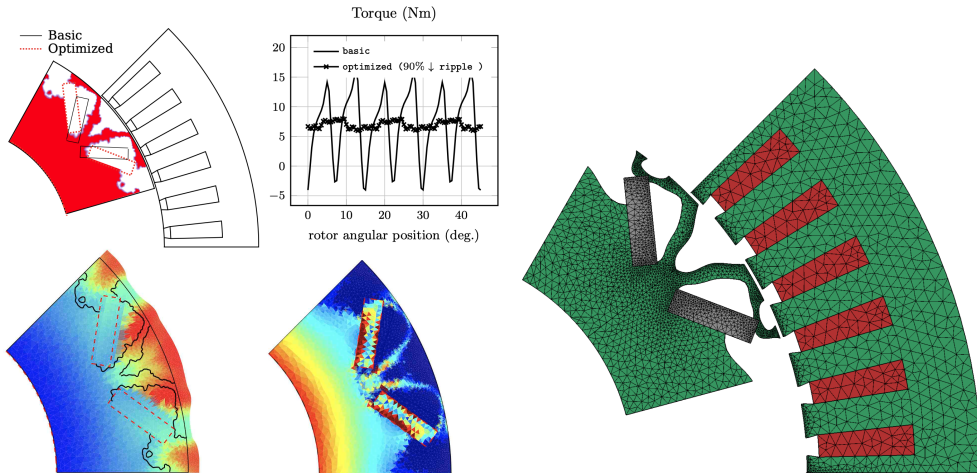 Basic
Optimized
Torque (Nm)
20
basic
optimized (90% ↓ ripple )
15
10
5
0
−5
0
10
20
30
40
rotor angular position (deg.)